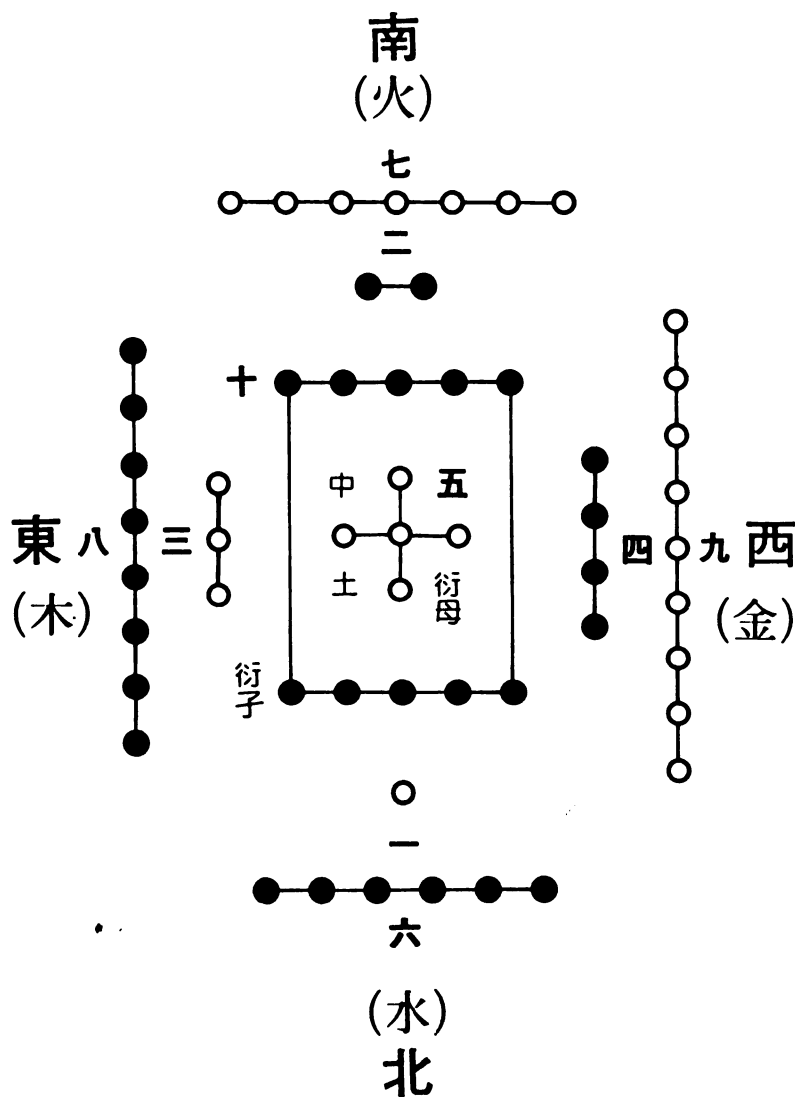 南
(火)
七
二
十
中
五
東
八
三
四
九
西
土
衍母
(木)
(金)
衍子
一
六
(水)
北